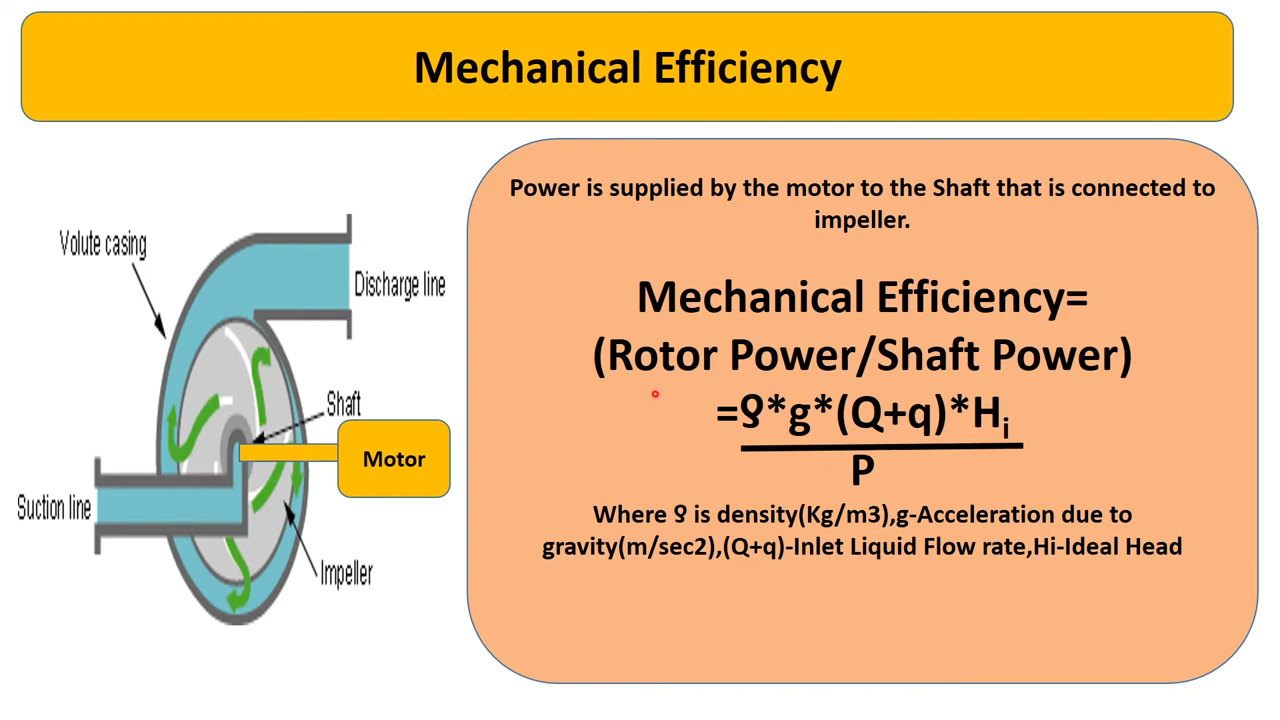 Mechanical Efficiency
Volute casing
Discharge line
Shaft
Motor
Suction line
Impeller
Power is supplied by the motor to the Shaft that is connected to
impeller.
Mechanical Efficiency=
(Rotor Power/Shaft Power)
=ϱ*g*(Q+q)*Hi
P
Where ϱ is density(Kg/m3),g-Acceleration due to
gravity(m/sec2),(Q+q)-Inlet Liquid Flow rate,Hi-Ideal Head